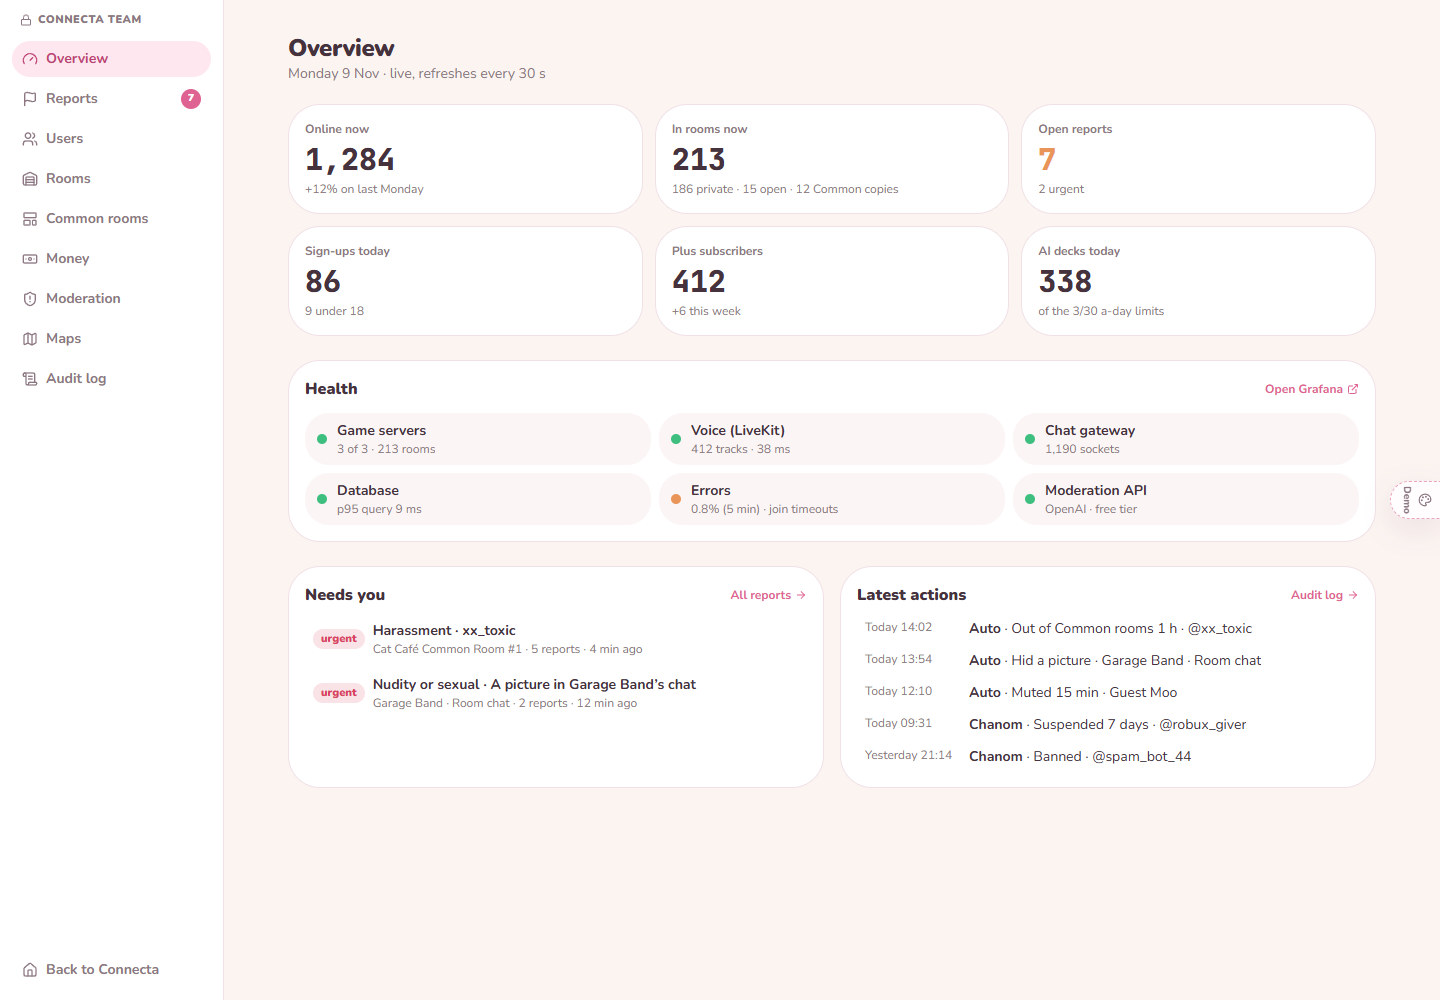 CONNECTA TEAM
Overview
Reports
7
Users
Rooms
Common rooms
Money
Moderation
Maps
Audit log
Back to Connecta
Overview
Monday 9 Nov · live, refreshes every 30 s
Online now
1,284
+12% on last Monday
In rooms now
213
186 private · 15 open · 12 Common copies
Open reports
7
2 urgent
Sign-ups today
86
9 under 18
Plus subscribers
412
+6 this week
AI decks today
338
of the 3/30 a-day limits
Health
Open Grafana
Game servers
3 of 3 · 213 rooms
Voice (LiveKit)
412 tracks · 38 ms
Chat gateway
1,190 sockets
Database
p95 query 9 ms
Errors
0.8% (5 min) · join timeouts
Moderation API
OpenAI · free tier
Needs you
All reports →
urgent
Harassment · xx_toxic
Cat Café Common Room #1 · 5 reports · 4 min ago
urgent
Nudity or sexual · A picture in Garage Band’s chat
Garage Band · Room chat · 2 reports · 12 min ago
Latest actions
Audit log →
Today 14:02 Auto · Out of Common rooms 1 h · @xx_toxic
Today 13:54 Auto · Hid a picture · Garage Band · Room chat
Today 12:10 Auto · Muted 15 min · Guest Moo
Today 09:31 Chanom · Suspended 7 days · @robux_giver
Yesterday 21:14 Chanom · Banned · @spam_bot_44
Demo